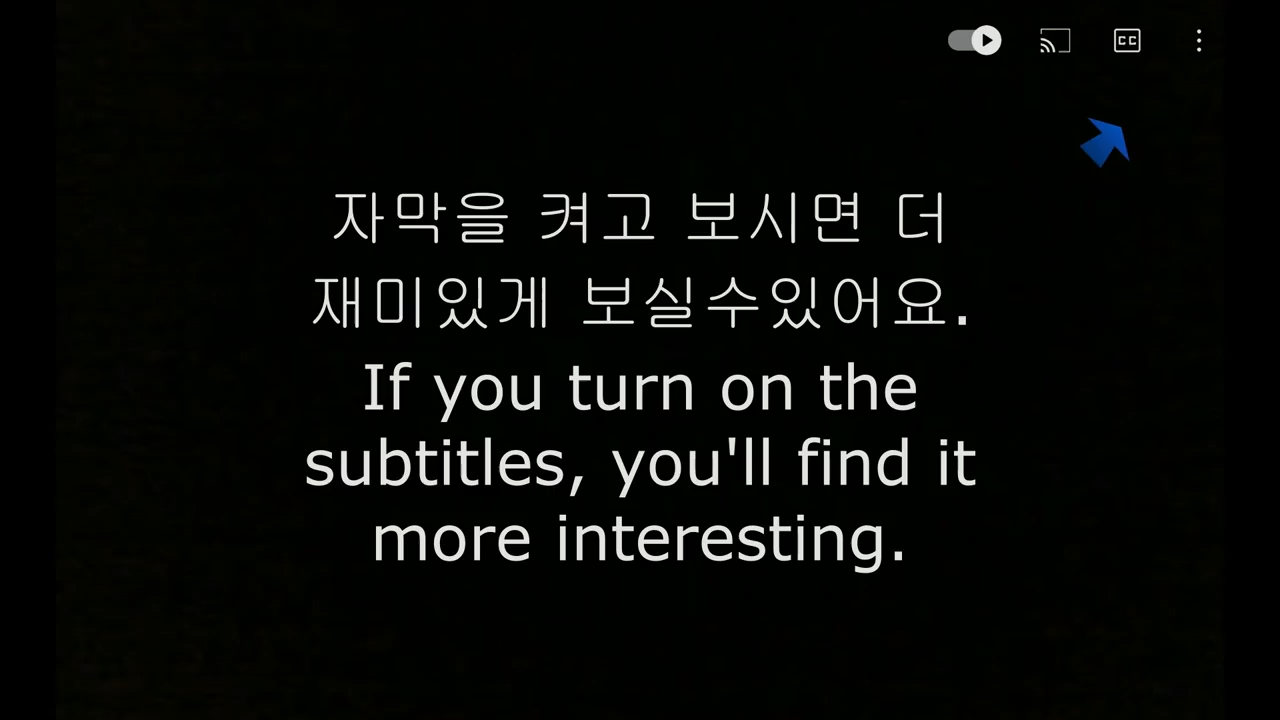 CC
자막을 켜고 보시면 더
재미있게 보실수있어요.
If you turn on the
subtitles, you'll find it
more interesting.